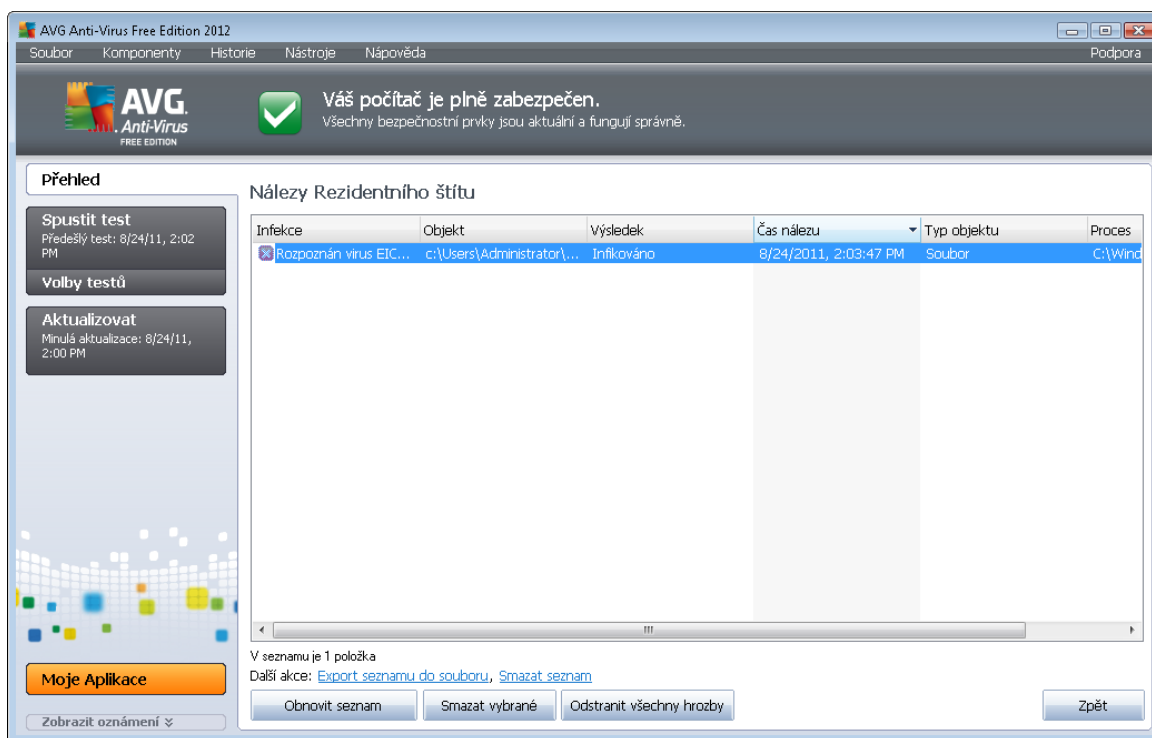 AVG Anti-Virus Free Edition 2012
Soubor Komponenty Historie Nástroje Nápověda Podpora
AVG.
Anti-Virus
FREE EDITION
Váš počítač je plně zabezpečen.
Všechny bezpečnostní prvky jsou aktuální a fungují správně.
Přehled
Spustit test
Předešlý test: 8/24/11, 2:02
PM
Volby testů
Aktualizovat
Minulá aktualizace: 8/24/11,
2:00 PM
Moje Aplikace
Zobrazit oznámení
Nálezy Rezidentního štítu
Infekce Objekt Výsledek Čas nálezu Typ objektu Proces
Rozpoznán virus EIC... c:\Users\Administrator\... Infikováno 8/24/2011, 2:03:47 PM Soubor C:\Wind
V seznamu je 1 položka
Další akce: Export seznamu do souboru, Smazat seznam
Obnovit seznam Smazat vybrané Odstranit všechny hrozby Zpět